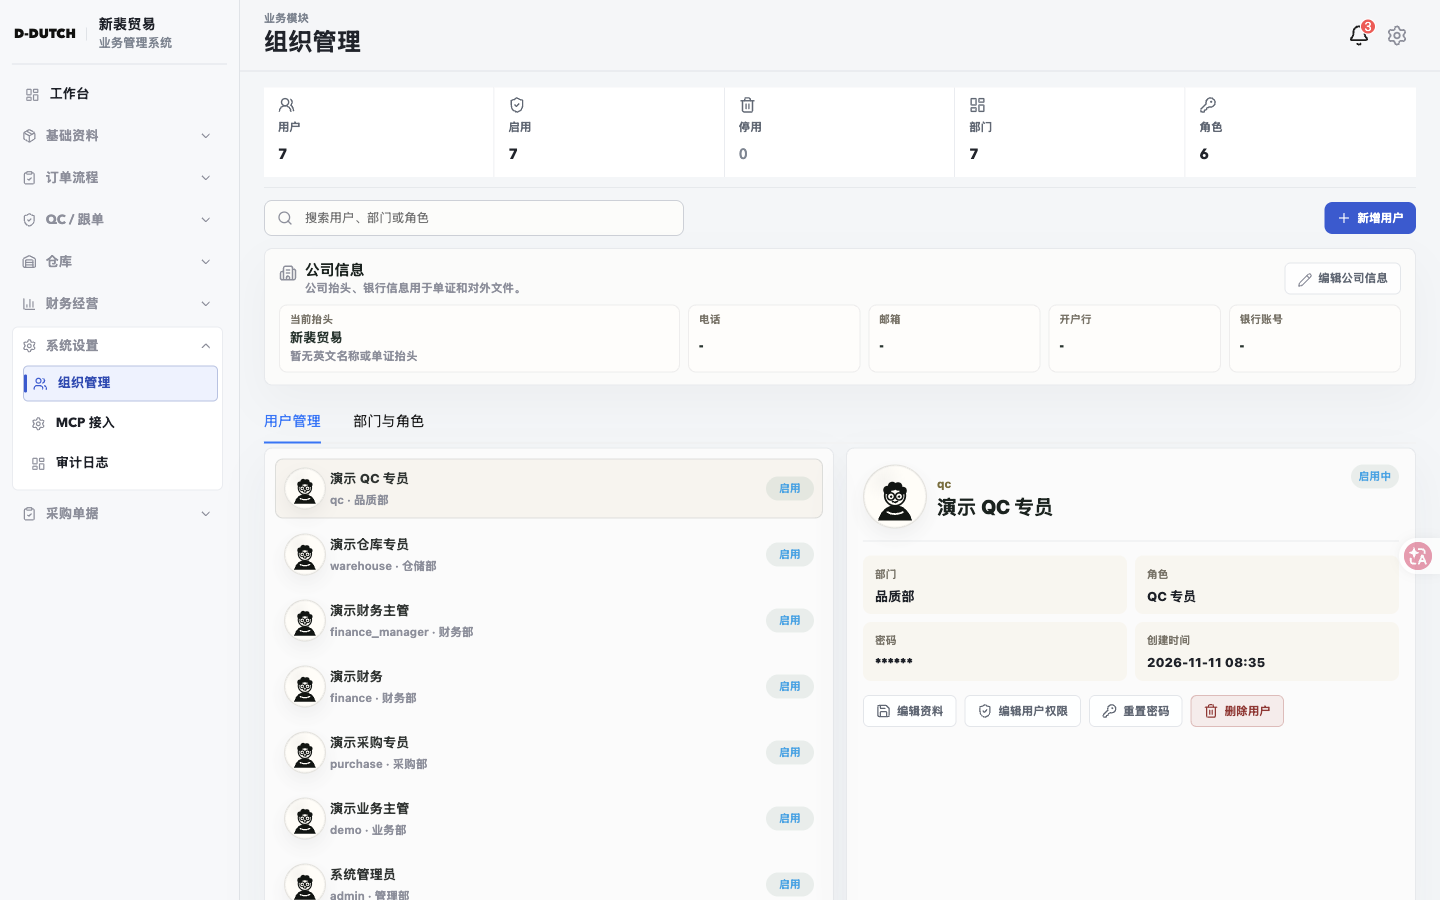 D-DUTCH
新裴贸易
业务管理系统
工作台
基础资料
订单流程
QC / 跟单
仓库
财务经营
系统设置
组织管理
MCP 接入
审计日志
采购单据
业务模块
组织管理
3
用户
7
启用
7
停用
0
部门
7
角色
6
搜索用户、部门或角色
新增用户
公司信息
公司抬头、银行信息用于单证和对外文件。
编辑公司信息
当前抬头
新裴贸易
暂无英文名称或单证抬头
电话
-
邮箱
-
开户行
-
银行账号
-
用户管理
部门与角色
演示 QC 专员
qc · 品质部
启用
演示仓库专员
warehouse · 仓储部
启用
演示财务主管
finance_manager · 财务部
启用
演示财务
finance · 财务部
启用
演示采购专员
purchase · 采购部
启用
演示业务主管
demo · 业务部
启用
系统管理员
admin · 管理部
启用
qc
演示 QC 专员
启用中
部门
品质部
角色
QC 专员
密码
******
创建时间
2026-11-11 08:35
编辑资料
编辑用户权限
重置密码
删除用户